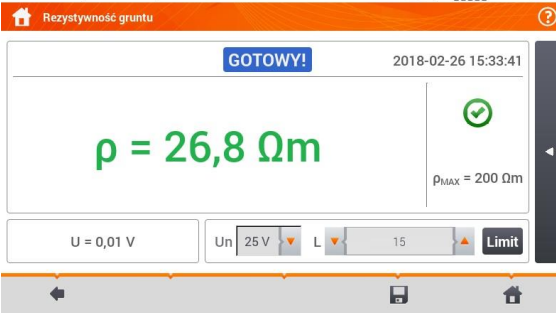 Rezystywność gruntu
GOTOWY! 2018-02-26 15:33:41
ρ = 26,8 Ωm
ρMAX = 200 Ωm
U = 0,01 V Un 25 V L 15 Limit